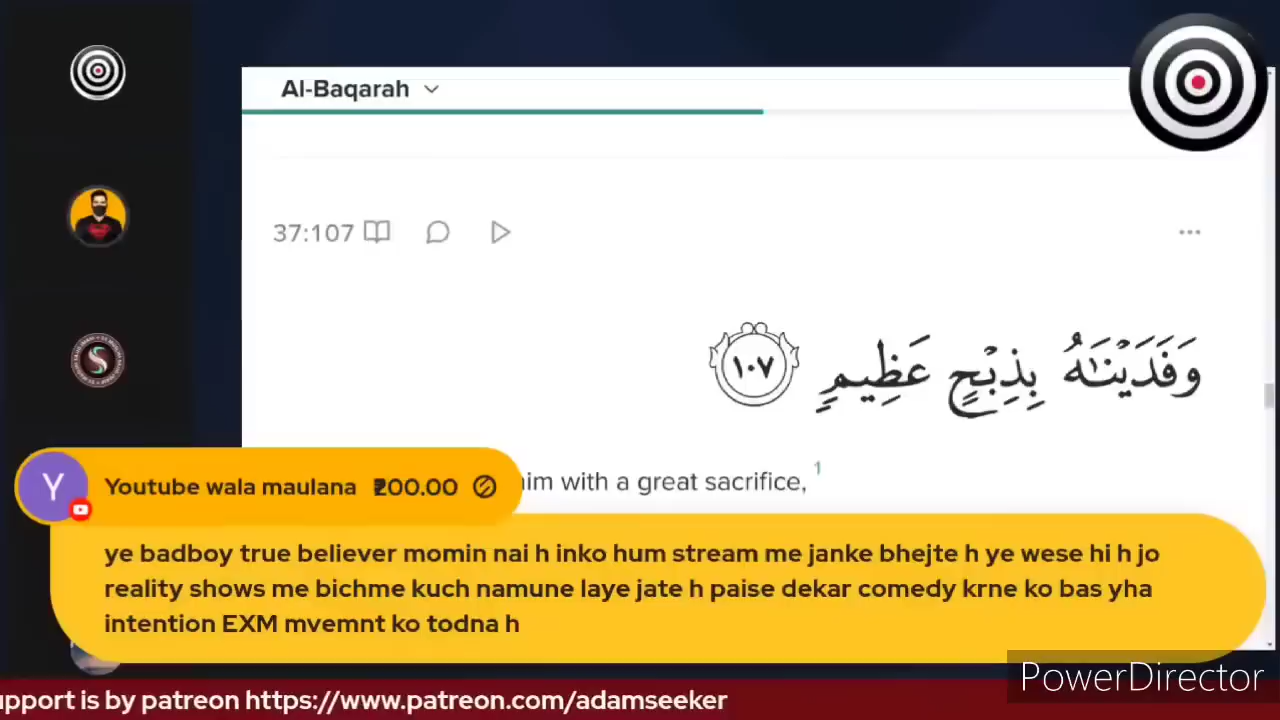 Al-Baqarah
37:107
وَفَدَيْنَـٰهُ بِذِبْحٍ عَظِيمٍ ١٠٧
him with a great sacrifice, 1
Y
Youtube wala maulana ₹200.00
ye badboy true believer momin nai h inko hum stream me janke bhejte h ye wese hi h jo
reality shows me bichme kuch namune laye jate h paise dekar comedy krne ko bas yha
intention EXM mvemnt ko todna h
PowerDirector
upport is by patreon https://www.patreon.com/adamseeker